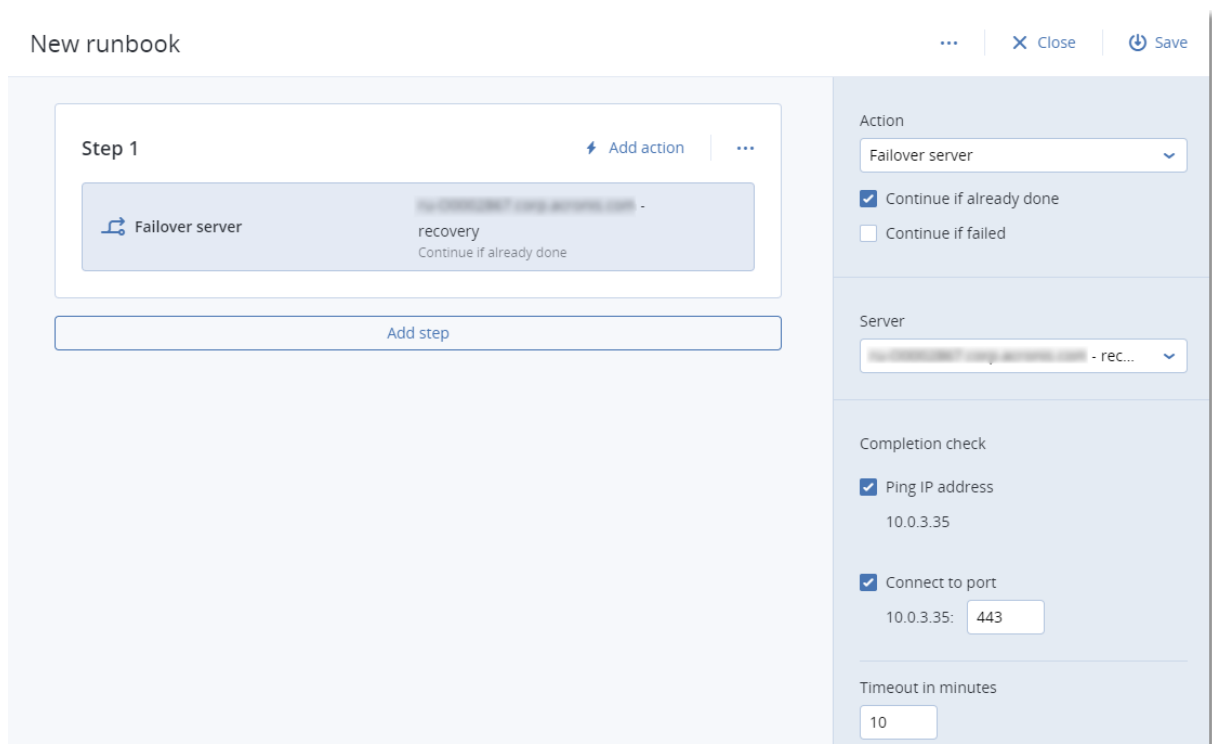 New runbook
... Close Save
Step 1
Add action ...
Failover server
-
recovery
Continue if already done
Add step
Action
Failover server
Continue if already done
Continue if failed
Server
- rec...
Completion check
Ping IP address
10.0.3.35
Connect to port
10.0.3.35: 443
Timeout in minutes
10